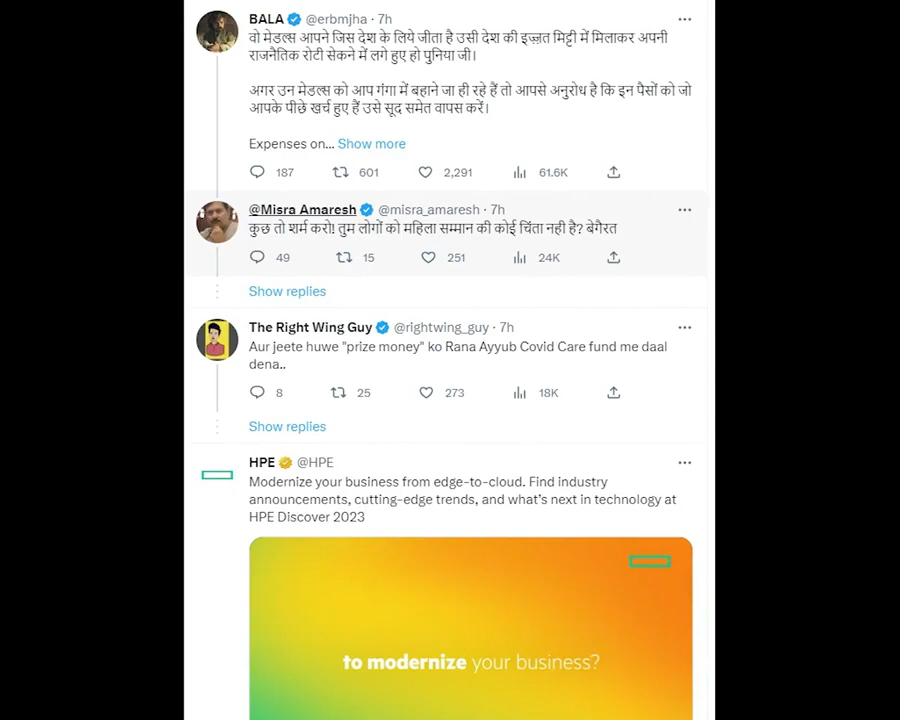 BALA @erbmjha · 7h
वो मेडल्स आपने जिस देश के लिये जीता है उसी देश की इज़्ज़त मिट्टी में मिलाकर अपनी
राजनैतिक रोटी सेकने में लगे हुए हो पुनिया जी।
अगर उन मेडल्स को आप गंगा में बहाने जा ही रहे हैं तो आपसे अनुरोध है कि इन पैसों को जो
आपके पीछे खर्च हुए हैं उसे सूद समेत वापस करें।
Expenses on... Show more
187 601 2,291 61.6K
@Misra Amaresh @misra_amaresh · 7h
कुछ तो शर्म करो! तुम लोगों को महिला सम्मान की कोई चिंता नही है? बेगैरत
49 15 251 24K
Show replies
The Right Wing Guy @rightwing_guy · 7h
Aur jeete huwe "prize money" ko Rana Ayyub Covid Care fund me daal
dena..
8 25 273 18K
Show replies
HPE @HPE
Modernize your business from edge-to-cloud. Find industry
announcements, cutting-edge trends, and what's next in technology at
HPE Discover 2023
to modernize your business?